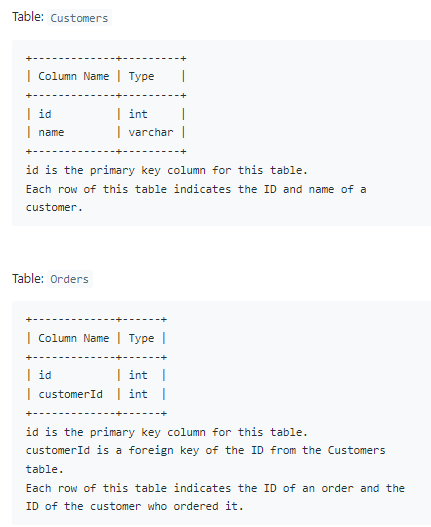 Table: Customers
+-------------+---------+
| Column Name | Type    |
+-------------+---------+
| id          | int     |
| name        | varchar |
+-------------+---------+
id is the primary key column for this table.
Each row of this table indicates the ID and name of a
customer.
Table: Orders
+-------------+------+
| Column Name | Type |
+-------------+------+
| id          | int  |
| customerId  | int  |
+-------------+------+
id is the primary key column for this table.
customerId is a foreign key of the ID from the Customers
table.
Each row of this table indicates the ID of an order and the
ID of the customer who ordered it.